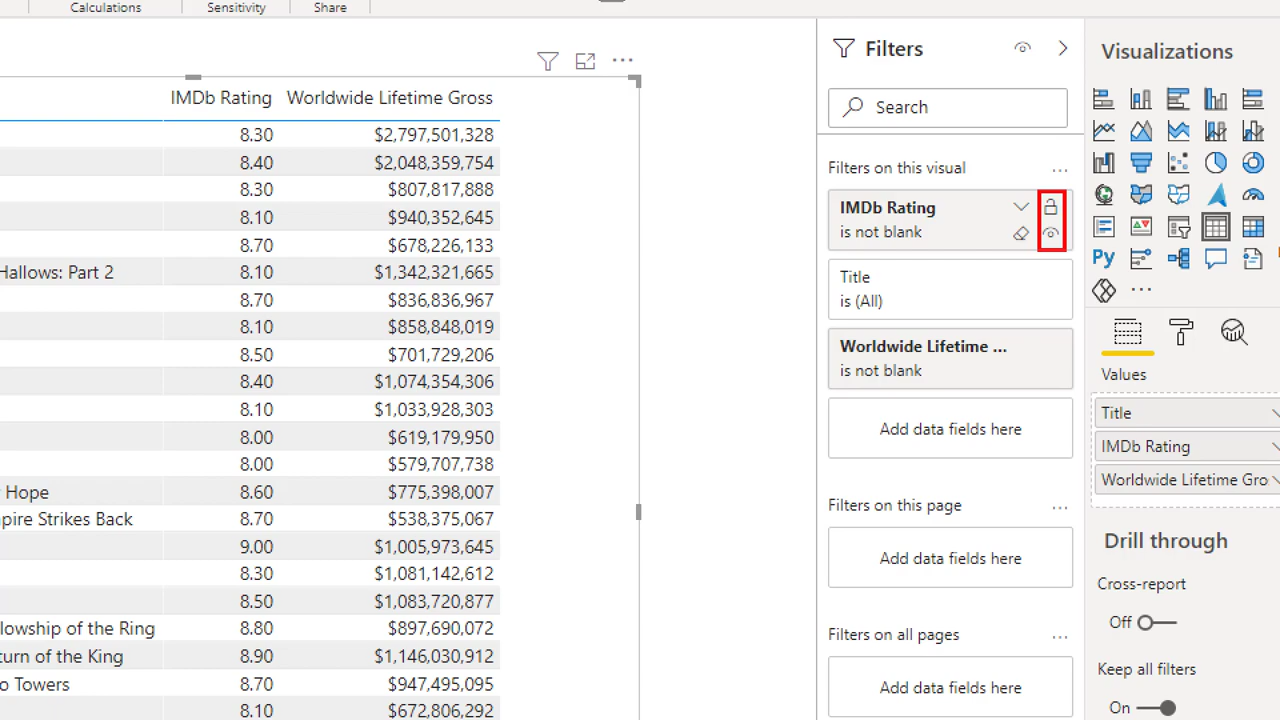 Calculations Sensitivity Share
IMDb Rating Worldwide Lifetime Gross
8.30 $2,797,501,328
8.40 $2,048,359,754
8.30 $807,817,888
8.10 $940,352,645
8.70 $678,226,133
Hallows: Part 2 8.10 $1,342,321,665
8.70 $836,836,967
8.10 $858,848,019
8.50 $701,729,206
8.40 $1,074,354,306
8.10 $1,033,928,303
8.00 $619,179,950
8.00 $579,707,738
Hope 8.60 $775,398,007
pire Strikes Back 8.70 $538,375,067
9.00 $1,005,973,645
8.30 $1,081,142,612
8.50 $1,083,720,877
lowship of the Ring 8.80 $897,690,072
turn of the King 8.90 $1,146,030,912
o Towers 8.70 $947,495,095
8.10 $672,806,292
Filters
Search
Filters on this visual
IMDb Rating
is not blank
Title
is (All)
Worldwide Lifetime ...
is not blank
Add data fields here
Filters on this page
Add data fields here
Filters on all pages
Add data fields here
Visualizations
Py
Values
Title
IMDb Rating
Worldwide Lifetime Gro
Drill through
Cross-report
Off
Keep all filters
On